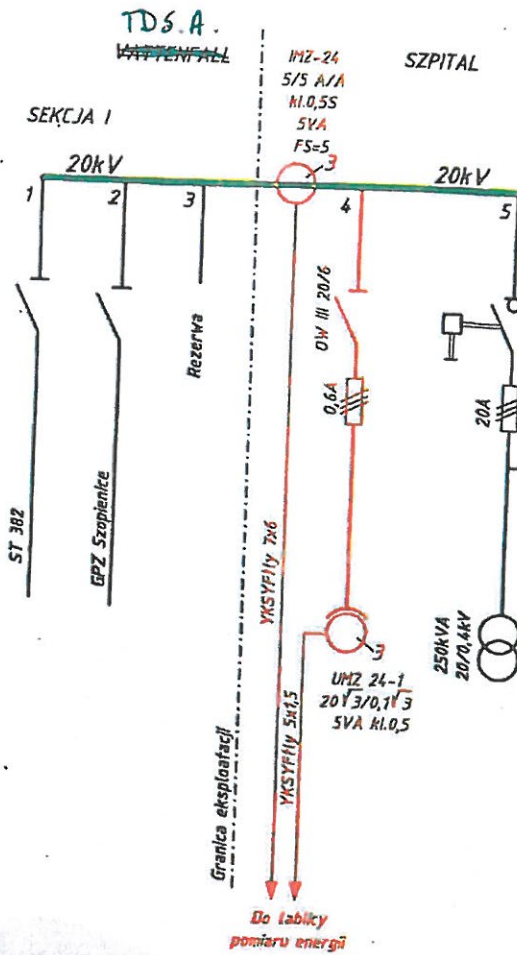 TDS.A.
VATTENFALL
IMZ-24
5/5 A/A
kl.0,5S
5VA
FS=5
SZPITAL
SEKCJA I
20kV
3
20kV
1
2
3
4
5
Rezerwa
OW III 20/6
0,6A
20A
ST 382
GPZ Szopienice
YKSYFtly 7x6
3
250kVA
20/0,4kV
UMZ 24-1
20√3/0,1√3
5VA kl.0,5
YKSYFtly 5x1,5
Granica eksploatacji
Do tablicy
pomiaru energii